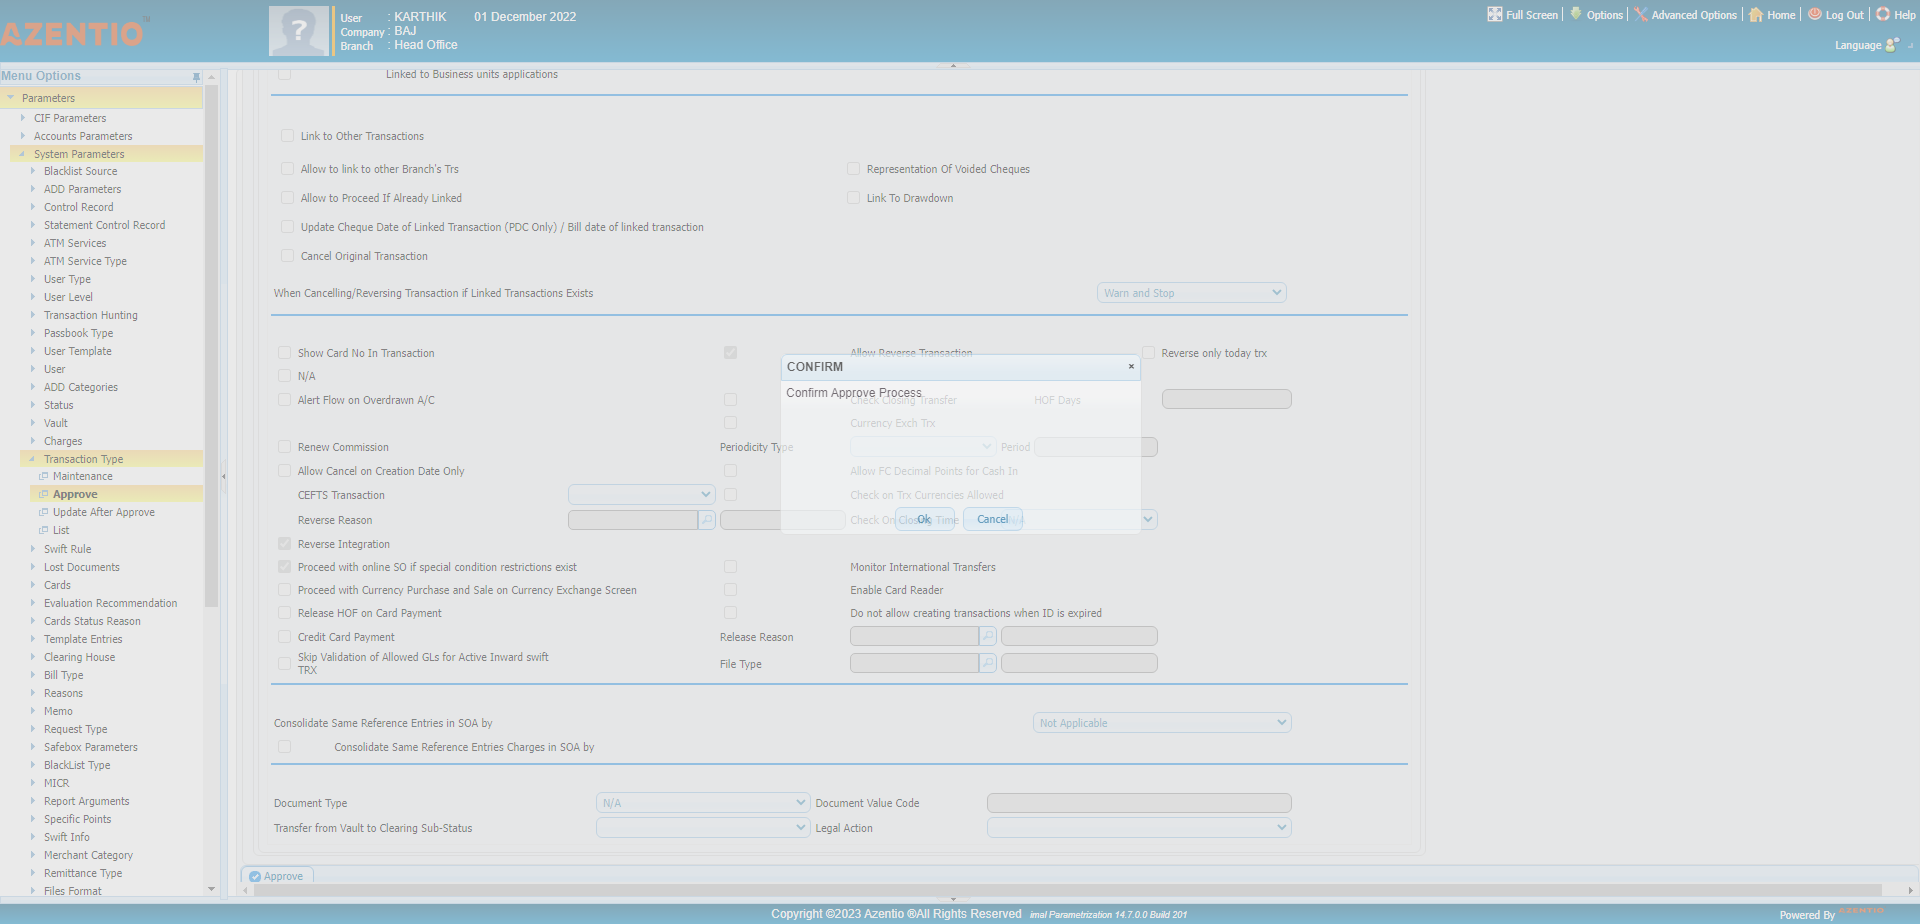 AZENTIO
User : KARTHIK 01 December 2022
Company : BAJ
Branch : Head Office
Full Screen | Options | Advanced Options | Home | Log Out | Help
Language
Menu Options
Parameters
CIF Parameters
Accounts Parameters
System Parameters
Blacklist Source
ADD Parameters
Control Record
Statement Control Record
ATM Services
ATM Service Type
User Type
User Level
Transaction Hunting
Passbook Type
User Template
User
ADD Categories
Status
Vault
Charges
Transaction Type
Maintenance
Approve
Update After Approve
List
Swift Rule
Lost Documents
Cards
Evaluation Recommendation
Cards Status Reason
Template Entries
Clearing House
Bill Type
Reasons
Memo
Request Type
Safebox Parameters
BlackList Type
MICR
Report Arguments
Specific Points
Swift Info
Merchant Category
Remittance Type
Files Format
Linked to Business units applications
Link to Other Transactions
Allow to link to other Branch's Trs Representation Of Voided Cheques
Allow to Proceed If Already Linked Link To Drawdown
Update Cheque Date of Linked Transaction (PDC Only) / Bill date of linked transaction
Cancel Original Transaction
When Cancelling/Reversing Transaction if Linked Transactions Exists Warn and Stop
Show Card No In Transaction Allow Reverse Transaction Reverse only today trx
N/A
Alert Flow on Overdrawn A/C Check Closing Transfer HOF Days
Currency Exch Trx
Renew Commission Periodicity Type Period
Allow Cancel on Creation Date Only Allow FC Decimal Points for Cash In
CEFTS Transaction Check on Trx Currencies Allowed
Reverse Reason Check On Closing Time N/A
Reverse Integration
Proceed with online SO if special condition restrictions exist Monitor International Transfers
Proceed with Currency Purchase and Sale on Currency Exchange Screen Enable Card Reader
Release HOF on Card Payment Do not allow creating transactions when ID is expired
Credit Card Payment Release Reason
Skip Validation of Allowed GLs for Active Inward swift
TRX File Type
Consolidate Same Reference Entries in SOA by Not Applicable
Consolidate Same Reference Entries Charges in SOA by
Document Type N/A Document Value Code
Transfer from Vault to Clearing Sub-Status Legal Action
Approve
CONFIRM ×
Confirm Approve Process
Ok Cancel
Copyright ©2023 Azentio ®All Rights Reserved imal Parametrization 14.7.0.0 Build 201
Powered By AZENTIO